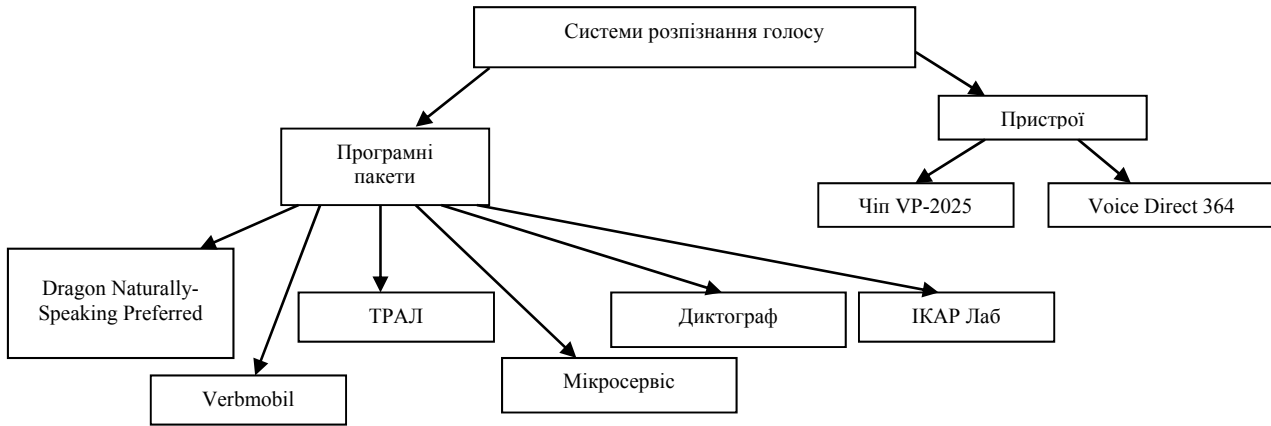 Системи розпізнання голосу
Пристрої
Програмні
пакети
Чіп VP-2025
Voice Direct 364
Dragon Naturally-
Speaking Preferred
ТРАЛ
Диктограф
ІКАР Лаб
Мікросервіс
Verbmobil